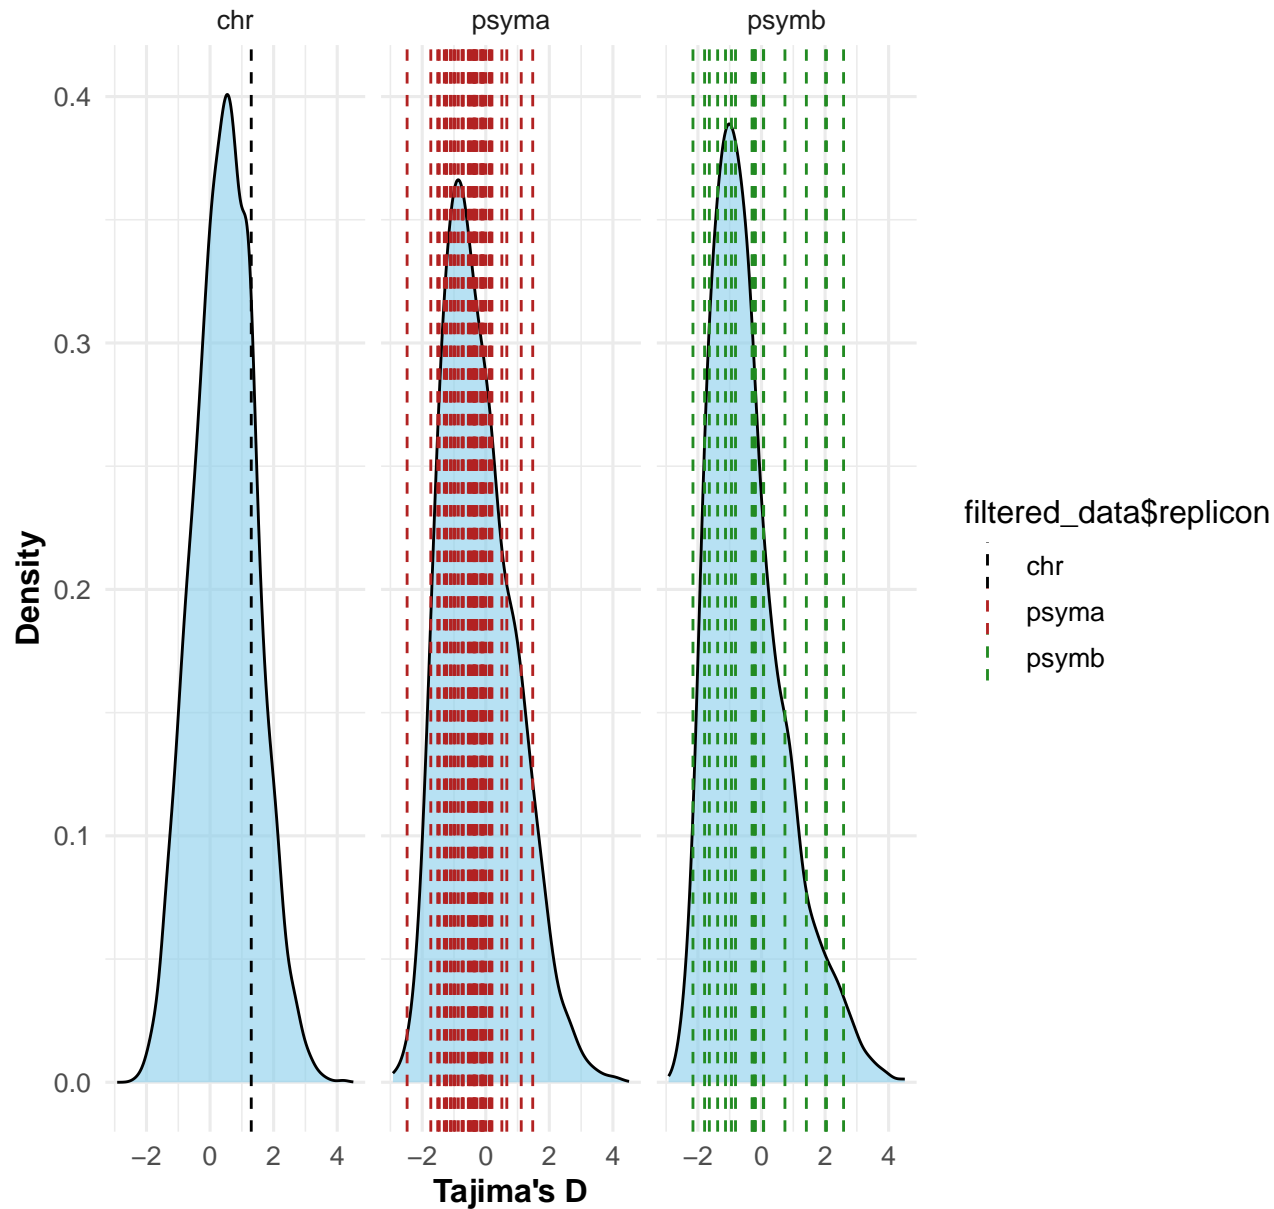 chr psyma psymb
0.4
0.3
0.2
0.1
0.0
Density
−2 0 2 4 −2 0 2 4 −2 0 2 4
Tajima's D
filtered_data$replicon
chr
psyma
psymb